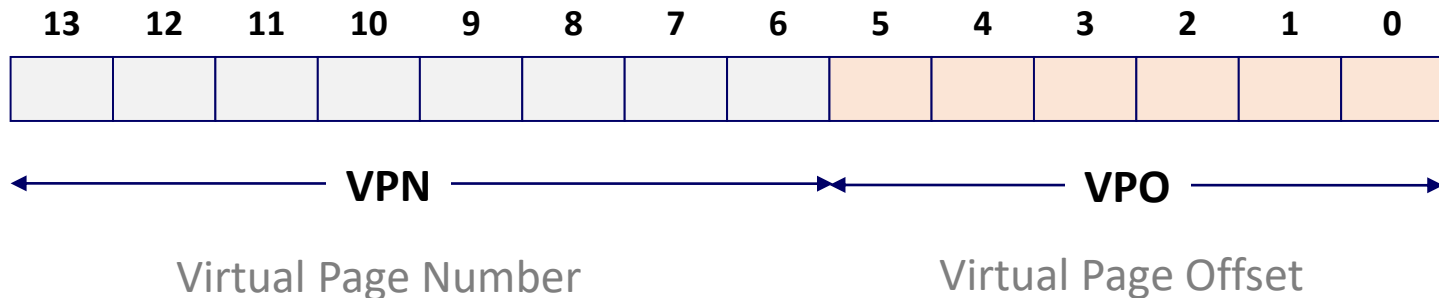 13 12 11 10 9 8 7 6 5 4 3 2 1 0
VPN VPO
Virtual Page Number Virtual Page Offset